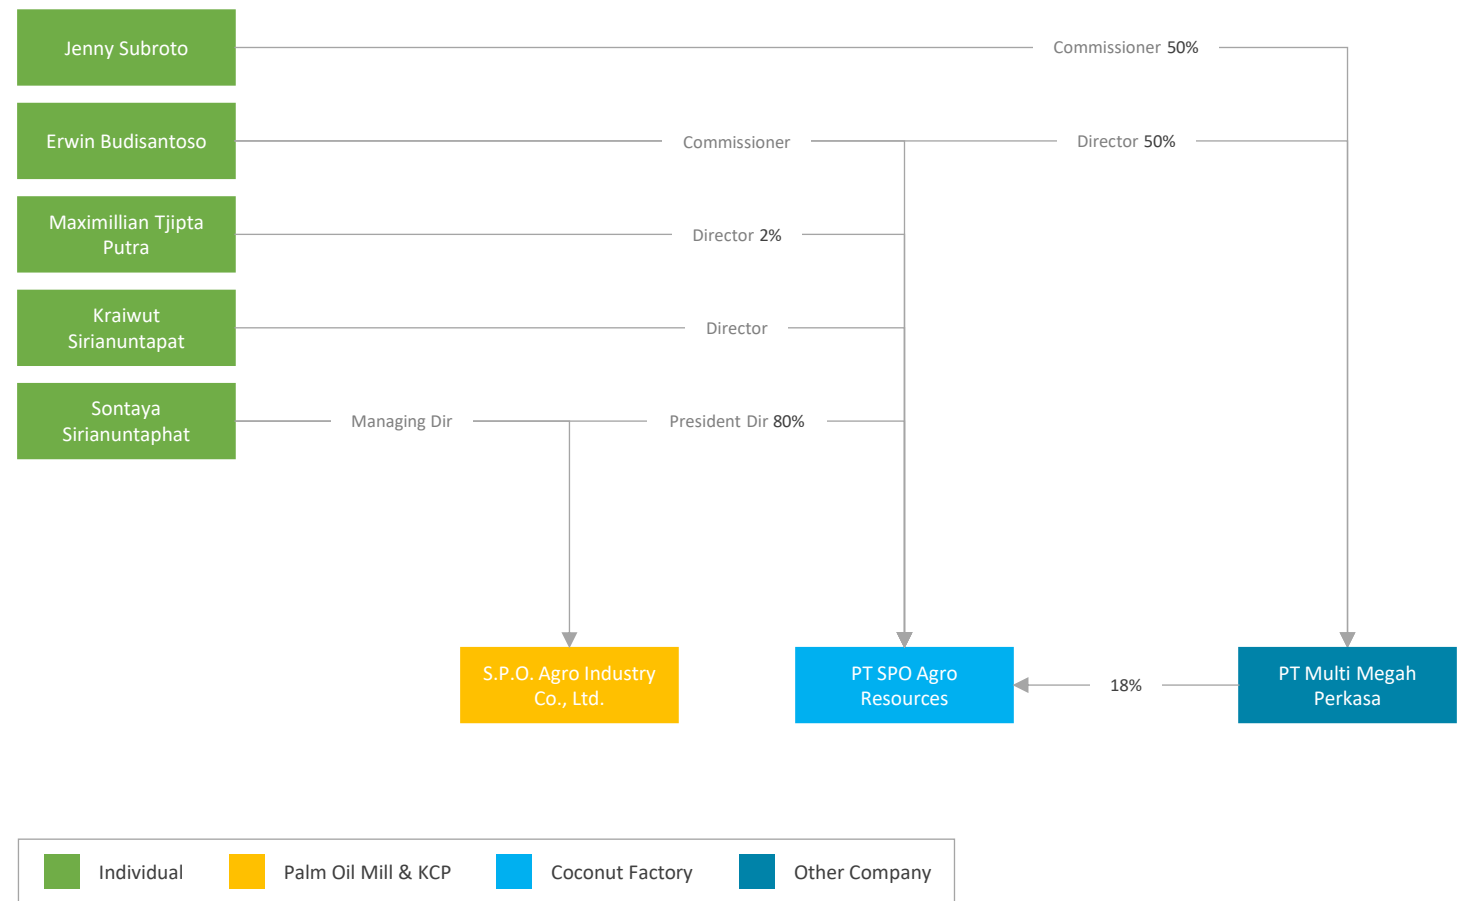 Jenny Subroto
Commissioner 50%
Erwin Budisantoso
Commissioner
Director 50%
Maximillian Tjipta
Putra
Director 2%
Kraiwut
Sirianuntapat
Director
Sontaya
Sirianuntaphat
Managing Dir
President Dir 80%
S.P.O. Agro Industry
Co., Ltd.
PT SPO Agro
Resources
18%
PT Multi Megah
Perkasa
Individual
Palm Oil Mill & KCP
Coconut Factory
Other Company